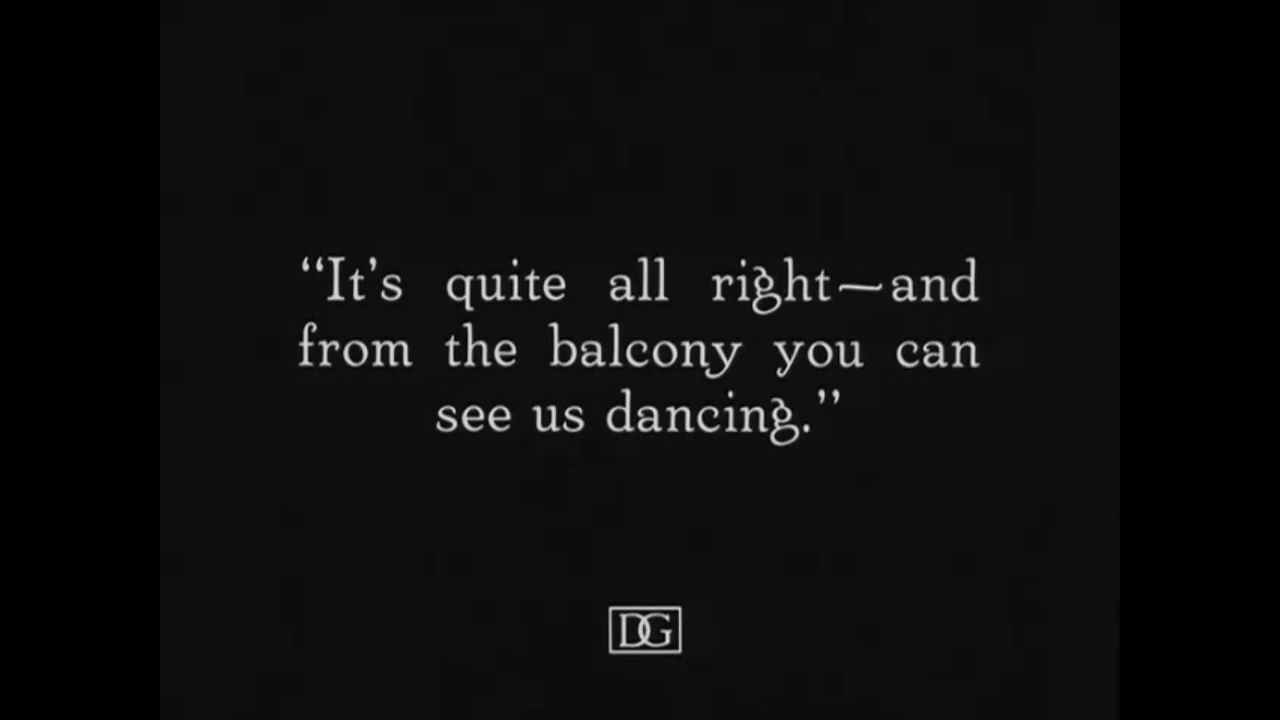 “It’s quite all right—and
from the balcony you can
see us dancing.”
DG